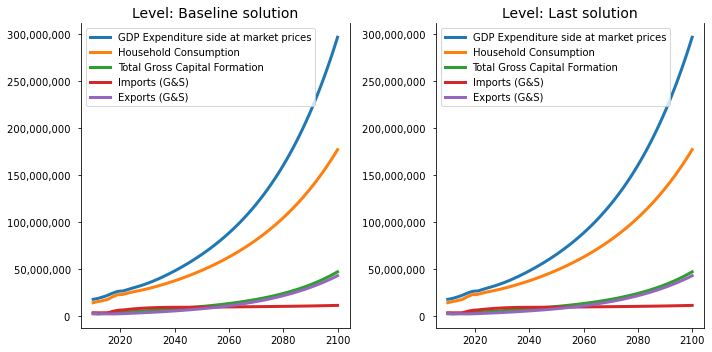 Level: Baseline solution
300,000,000
250,000,000
200,000,000
150,000,000
100,000,000
50,000,000
0
GDP Expenditure side at market prices
Household Consumption
Total Gross Capital Formation
Imports (G&S)
Exports (G&S)
2020
2040
2060
2080
2100
Level: Last solution
300,000,000
250,000,000
200,000,000
150,000,000
100,000,000
50,000,000
0
GDP Expenditure side at market prices
Household Consumption
Total Gross Capital Formation
Imports (G&S)
Exports (G&S)
2020
2040
2060
2080
2100